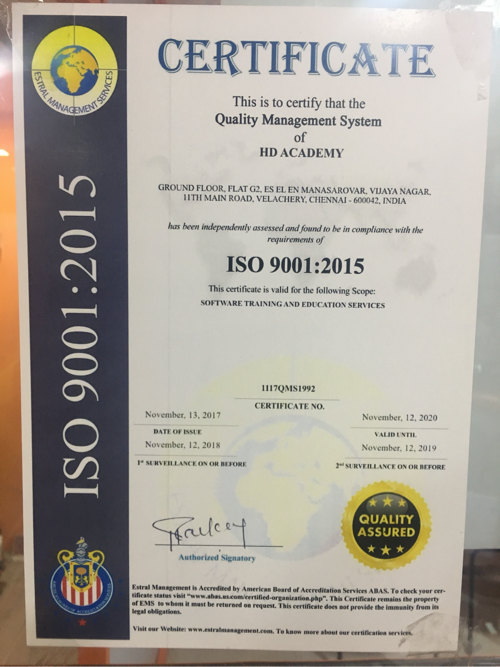 CERTIFICATE
This is to certify that the
Quality Management System
of
HD ACADEMY
GROUND FLOOR, FLAT G2, ES EL EN MANASAROVAR, VIJAYA NAGAR,
11TH MAIN ROAD, VELACHERY, CHENNAI - 600042, INDIA
has been independently assessed and found to be in compliance with the
requirements of
ISO 9001:2015
This certificate is valid for the following Scope:
SOFTWARE TRAINING AND EDUCATION SERVICES
1117QMS1992
CERTIFICATE NO.
November, 13, 2017
DATE OF ISSUE
November, 12, 2018
1st SURVEILLANCE ON OR BEFORE
November, 12, 2020
VALID UNTIL
November, 12, 2019
2nd SURVEILLANCE ON OR BEFORE
Authorized Signatory
QUALITY
ASSURED
Estral Management is Accredited by American Board of Accreditation Services ABAS. To check your cer-
tificate status visit "www.abas.us.com/certified-organization.php". This Certificate remains the property
of EMS to whom it must be returned on request. This certificate does not provide the immunity from its
legal obligations.
Visit our Website: www.estralmanagement.com. To know more about our certification services.
ESTRAL MANAGEMENT SERVICES
ISO 9001:2015